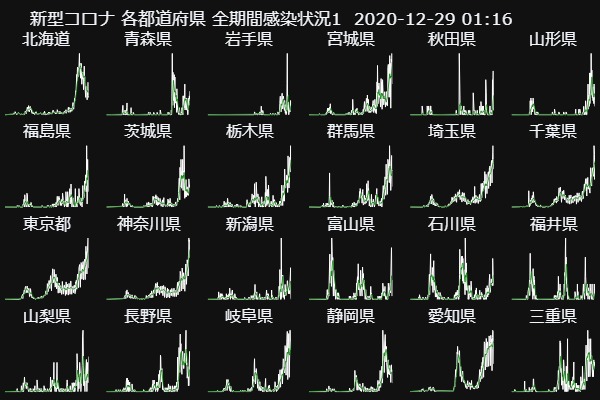 新型コロナ 各都道府県 全期間感染状況1 2020-12-29 01:16
北海道 青森県 岩手県 宮城県 秋田県 山形県
福島県 茨城県 栃木県 群馬県 埼玉県 千葉県
東京都 神奈川県 新潟県 富山県 石川県 福井県
山梨県 長野県 岐阜県 静岡県 愛知県 三重県